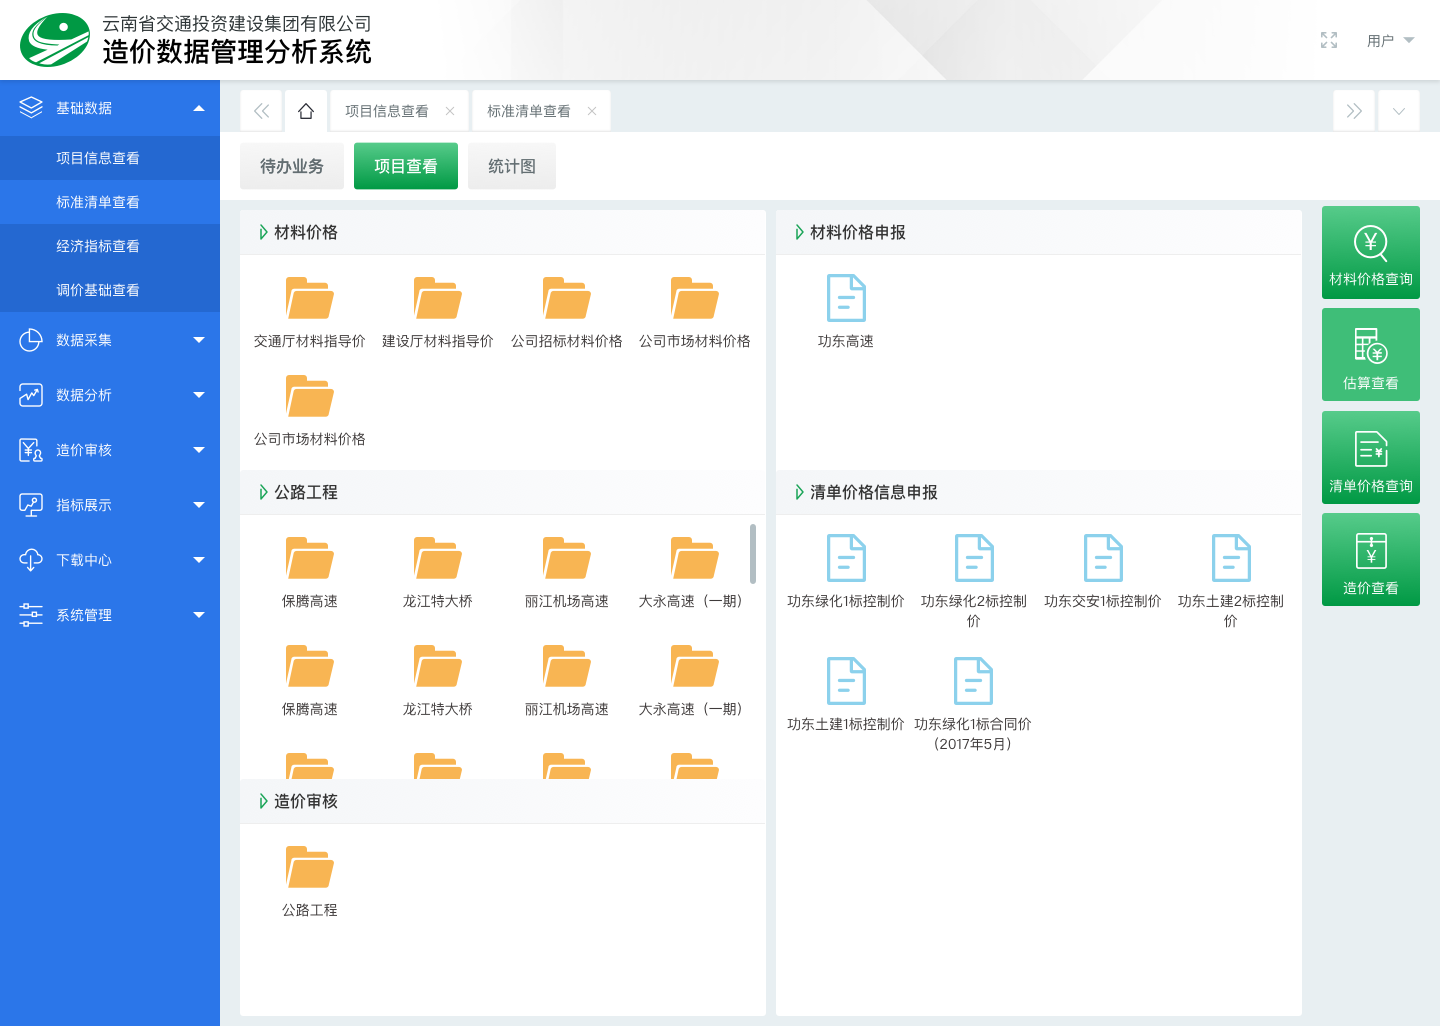 云南省交通投资建设集团有限公司
造价数据管理分析系统
用户
基础数据
项目信息查看
标准清单查看
经济指标查看
调价基础查看
数据采集
数据分析
造价审核
指标展示
下载中心
系统管理
项目信息查看
标准清单查看
待办业务
项目查看
统计图
材料价格
交通厅材料指导价
建设厅材料指导价
公司招标材料价格
公司市场材料价格
公司市场材料价格
公路工程
保腾高速
龙江特大桥
丽江机场高速
大永高速（一期）
保腾高速
龙江特大桥
丽江机场高速
大永高速（一期）
造价审核
公路工程
材料价格申报
功东高速
清单价格信息申报
功东绿化1标控制价
功东绿化2标控制
价
功东交安1标控制价
功东土建2标控制
价
功东土建1标控制价
功东绿化1标合同价
（2017年5月）
材料价格查询
估算查看
清单价格查询
造价查看